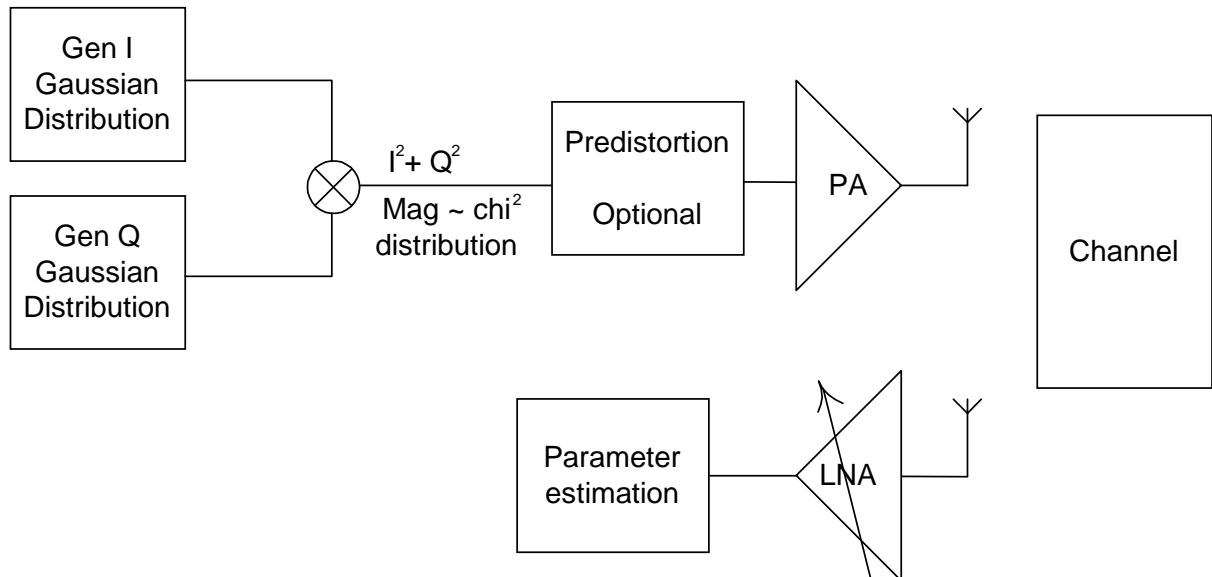 Gen I
Gaussian
Distribution
I²+ Q²
Mag ~ chi²
distribution
Gen Q
Gaussian
Distribution
Predistortion
Optional
PA
Channel
Parameter
estimation
LNA